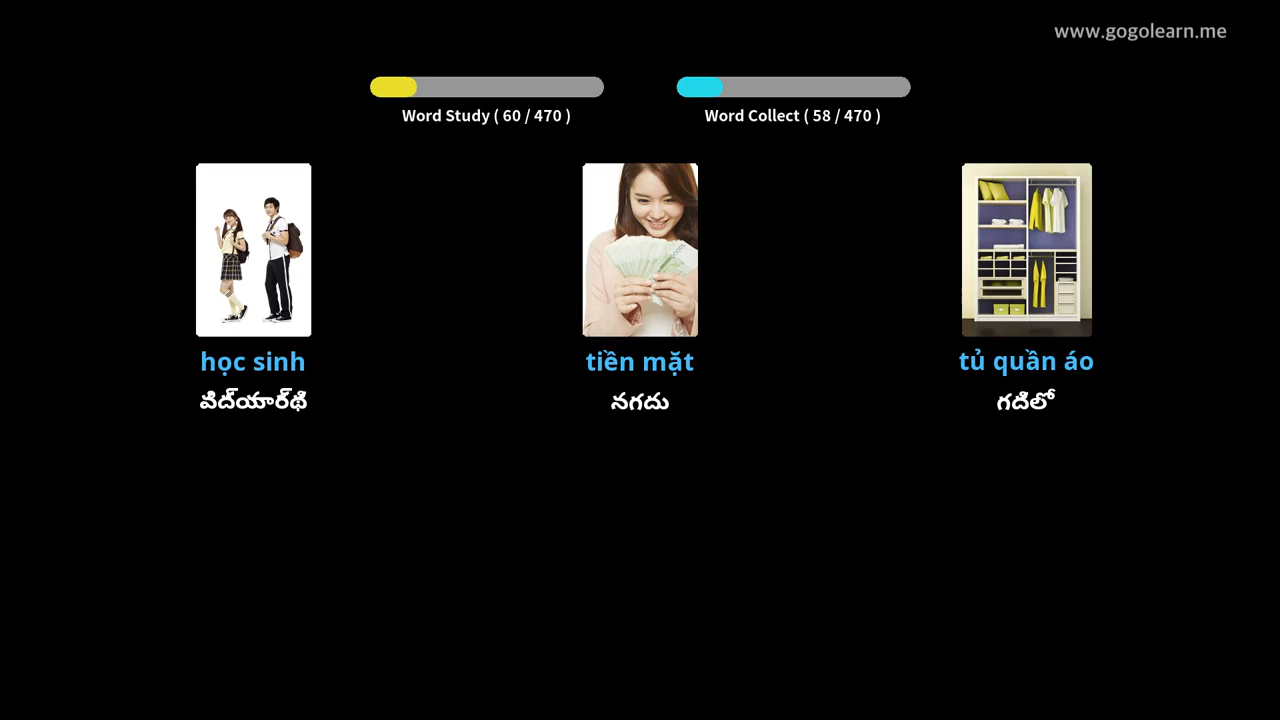 www.gogolearn.me
Word Study ( 60 / 470 )
Word Collect ( 58 / 470 )
học sinh
tiền mặt
tủ quần áo
విద్‌యార్‌థి
నగదు
గదిలో